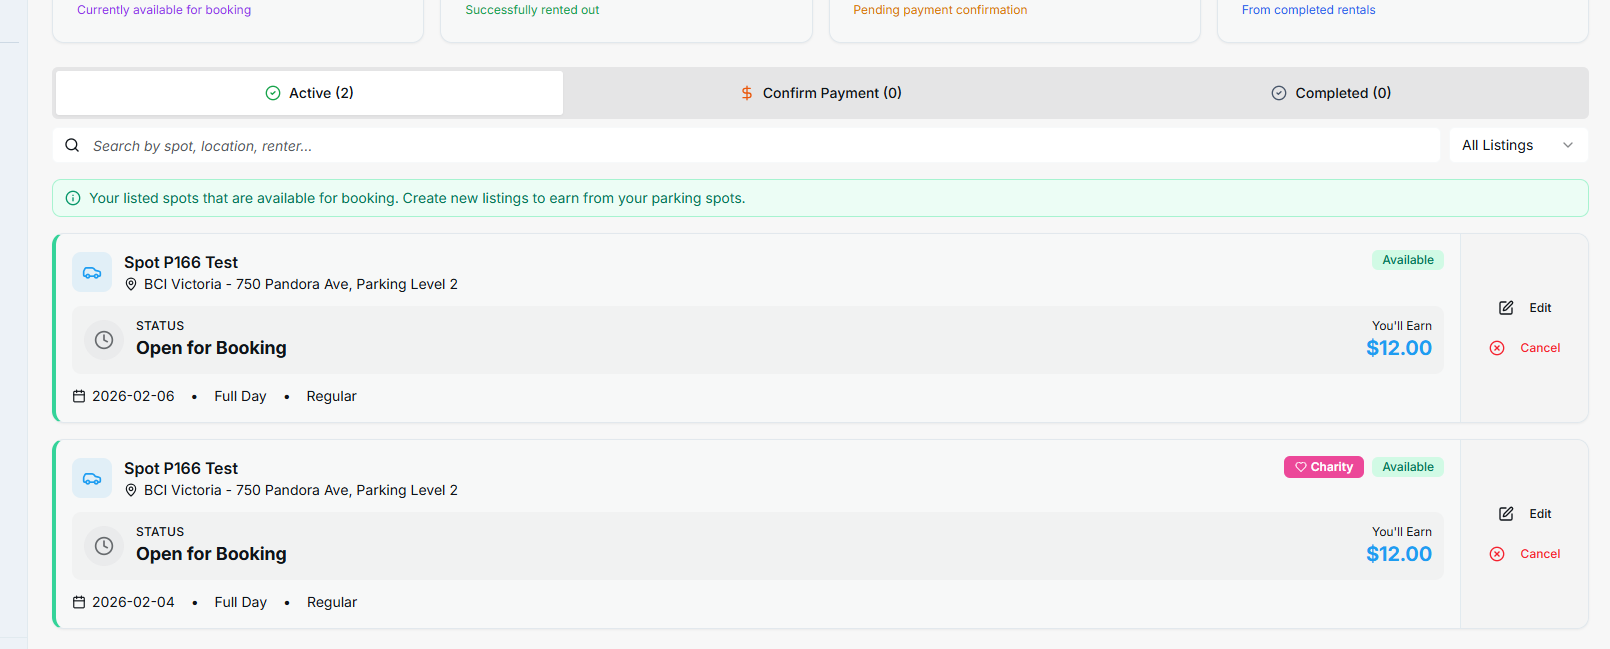 Currently available for booking
Successfully rented out
Pending payment confirmation
From completed rentals
Active (2)
Confirm Payment (0)
Completed (0)
Search by spot, location, renter...
All Listings
Your listed spots that are available for booking. Create new listings to earn from your parking spots.
Spot P166 Test
Available
BCI Victoria - 750 Pandora Ave, Parking Level 2
STATUS
Open for Booking
You'll Earn
$12.00
2026-02-06 • Full Day • Regular
Edit
Cancel
Spot P166 Test
Charity
Available
BCI Victoria - 750 Pandora Ave, Parking Level 2
STATUS
Open for Booking
You'll Earn
$12.00
2026-02-04 • Full Day • Regular
Edit
Cancel